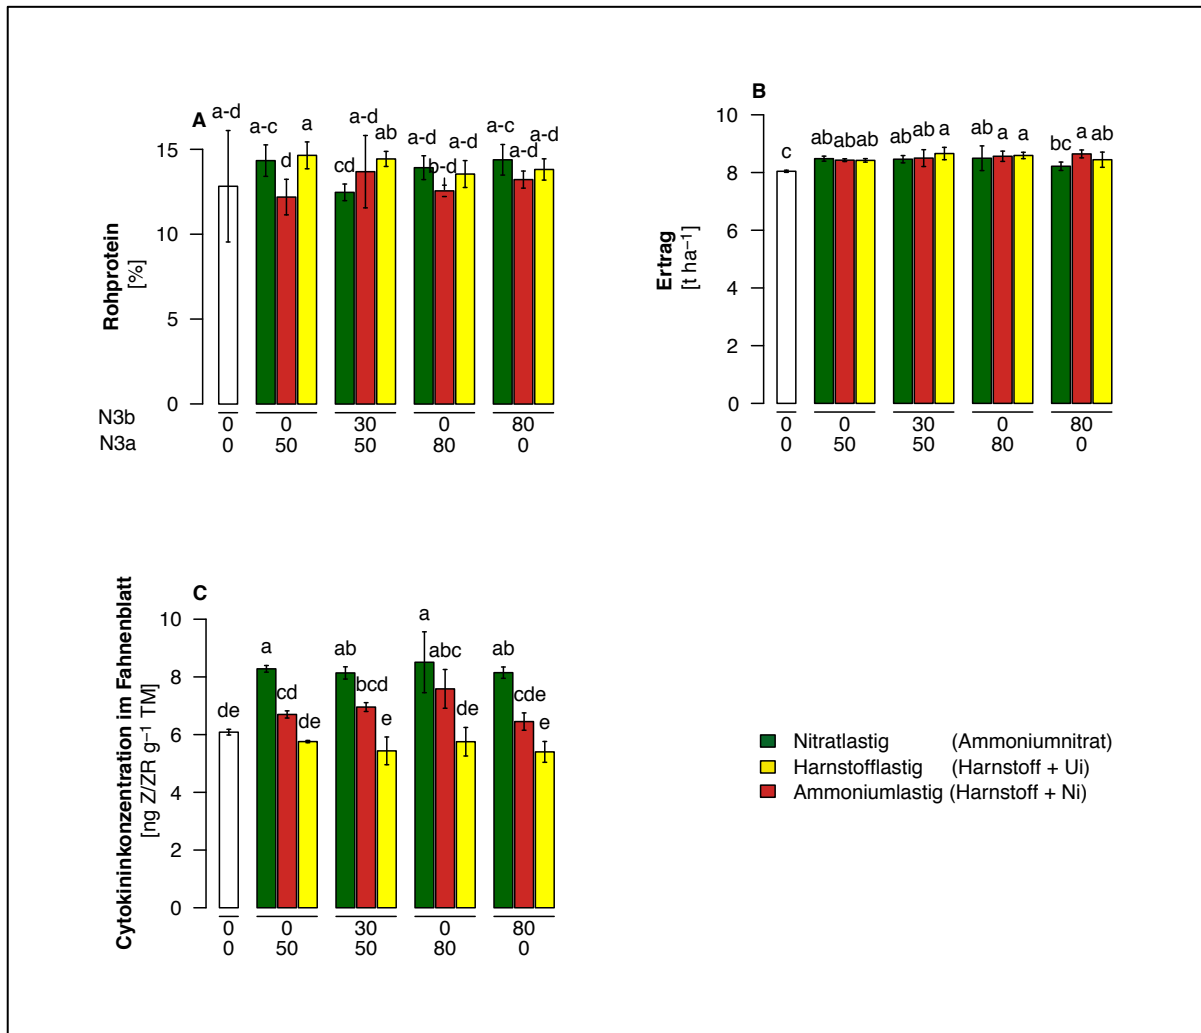 A
a-d a-c d a cd a-d ab a-d b-d a-d a-c a-d a-d
Rohprotein
[%]
15
10
5
0
N3b 0 0 30 0 80
N3a 0 50 50 80 0
B
c ab ab ab ab ab a ab a a bc a ab
Ertrag
[t ha⁻¹]
10
8
6
4
2
0
0 0 30 0 80
0 50 50 80 0
C
de a cd de ab bcd e a abc de ab cde e
Cytokininkonzentration im Fahnenblatt
[ng Z/ZR g⁻¹ TM]
10
8
6
4
2
0
0 0 30 0 80
0 50 50 80 0
Nitratlastig (Ammoniumnitrat)
Harnstofflastig (Harnstoff + Ui)
Ammoniumlastig (Harnstoff + Ni)